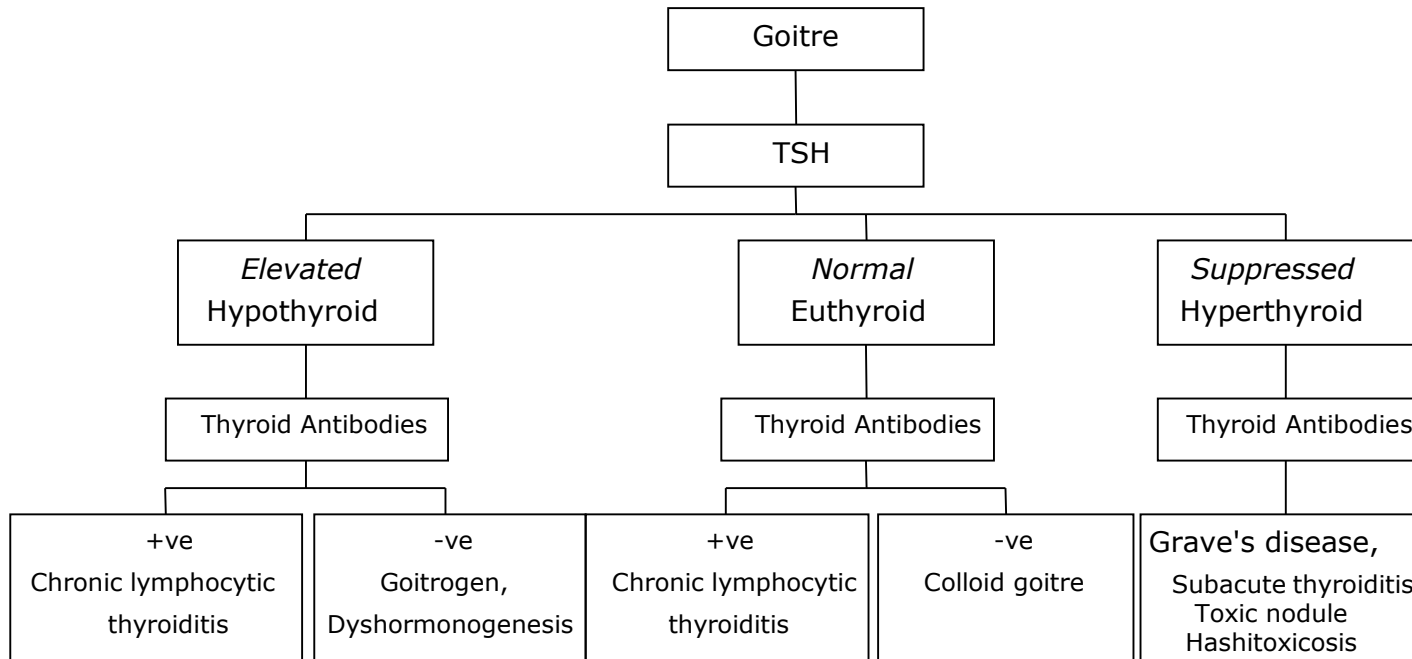 Goitre
TSH
Elevated
Hypothyroid
Normal
Euthyroid
Suppressed
Hyperthyroid
Thyroid Antibodies
Thyroid Antibodies
Thyroid Antibodies
+ve
Chronic lymphocytic
thyroiditis
-ve
Goitrogen,
Dyshormonogenesis
+ve
Chronic lymphocytic
thyroiditis
-ve
Colloid goitre
Grave's disease,
Subacute thyroiditis
Toxic nodule
Hashitoxicosis